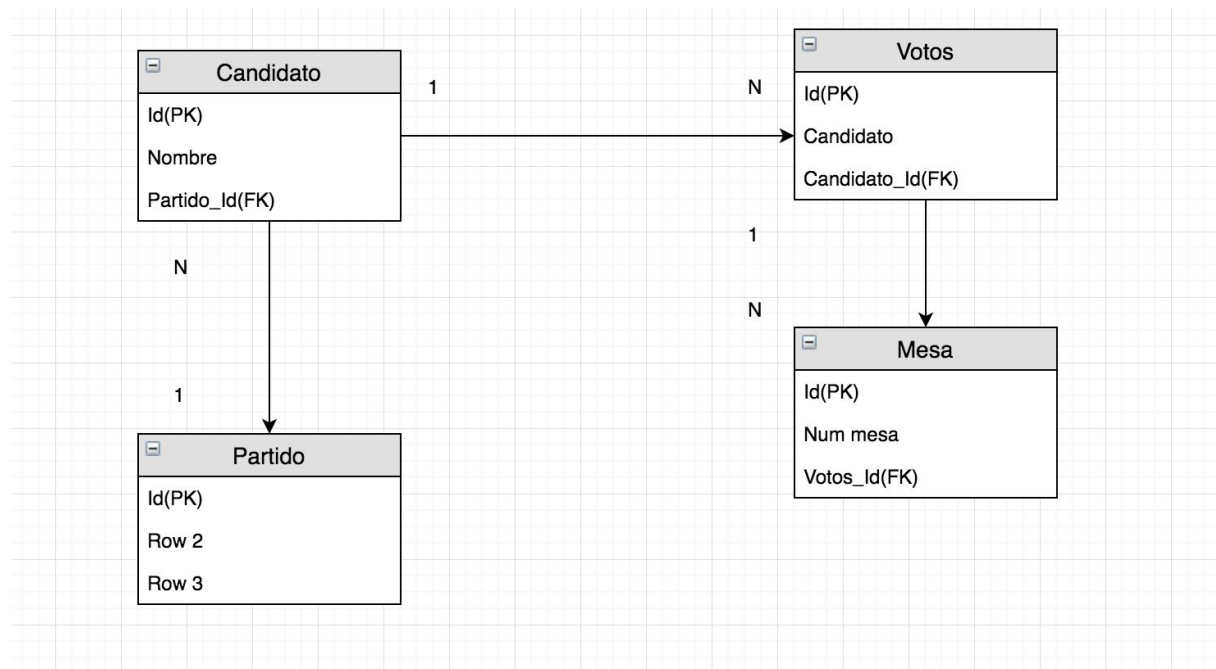 Candidato
Id(PK)
Nombre
Partido_Id(FK)
1
N
Votos
Id(PK)
Candidato
Candidato_Id(FK)
N
1
1
N
Partido
Id(PK)
Row 2
Row 3
Mesa
Id(PK)
Num mesa
Votos_Id(FK)